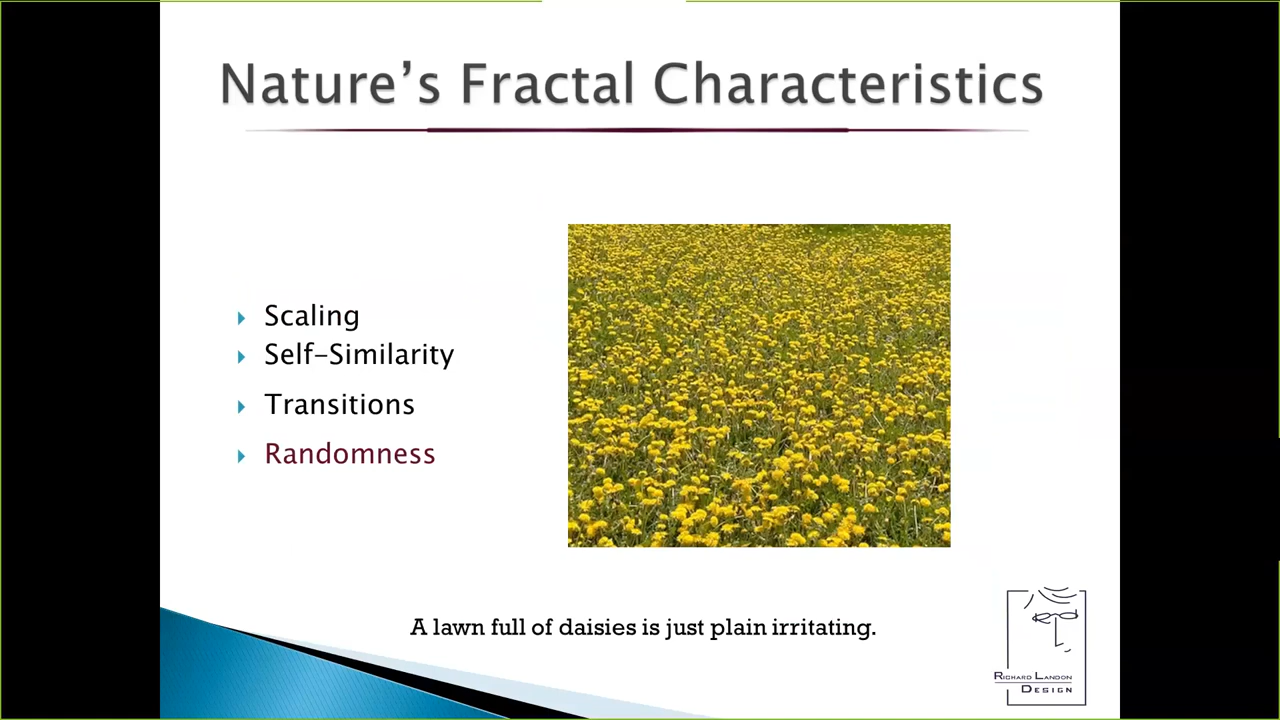 Nature’s Fractal Characteristics
Scaling
Self-Similarity
Transitions
Randomness
A lawn full of daisies is just plain irritating.
RICHARD LANDON
DESIGN